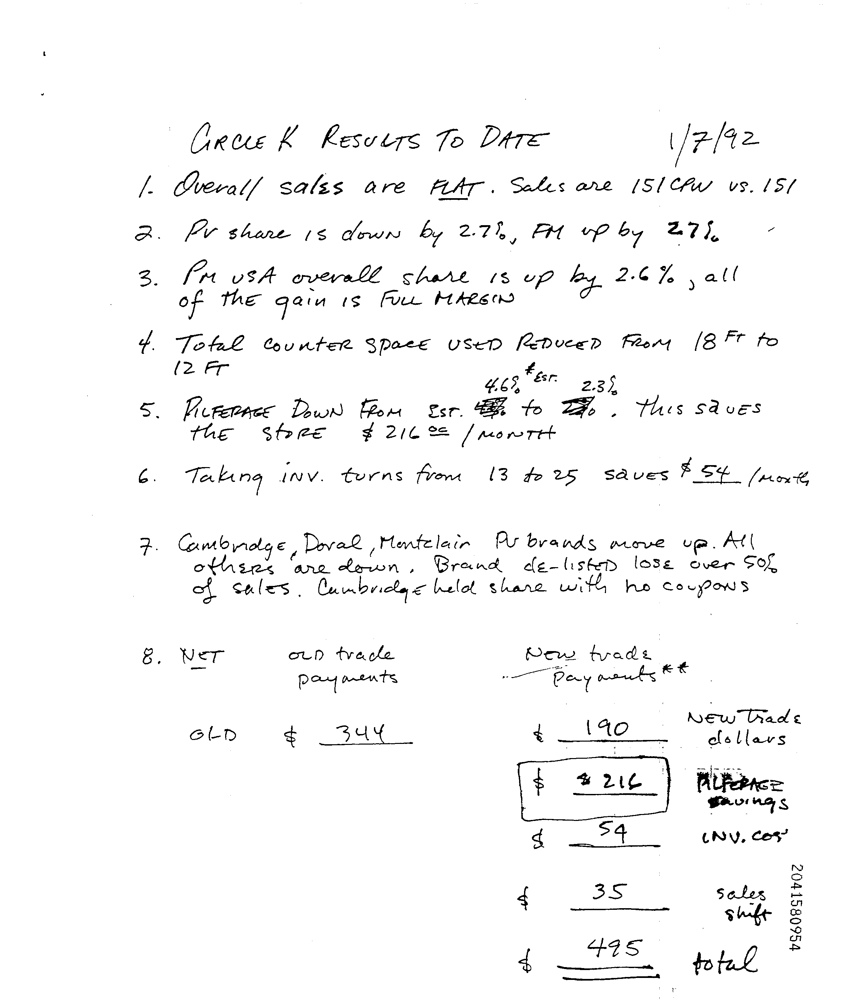 CIRCLE K RESULTS TO DATE 1/7/92
1. Overall sales are FLAT. Sales are 151 CPW vs. 151
2. PV share is down by 2.7%, FM up by 2.7%
3. PM USA overall share is up by 2.6%, all
of the gain is FULL MARGIN
4. Total counter space used reduced from 18 Ft to
12 FT
4.6% *Est. 2.3%
5. PILFERAGE DOWN FROM Est. to . this saves
the store $ 216 00 / MONTH
6. Taking inv. turns from 13 to 25 saves $ 54 /month
7. Cambridge, Doral, Montclair PV brands move up. All
others are down. Brand de-listed lose over 50%
of sales. Cambridge held share with no coupons
8. NET OLD trade New trade
payments payments**
OLD $ 344 $ 190 NEW Trade
dollars
$ $ 216 PILFERAGE
savings
$ 54 INV. COS
$ 35 sales
shift
$ 495 total
2041580954